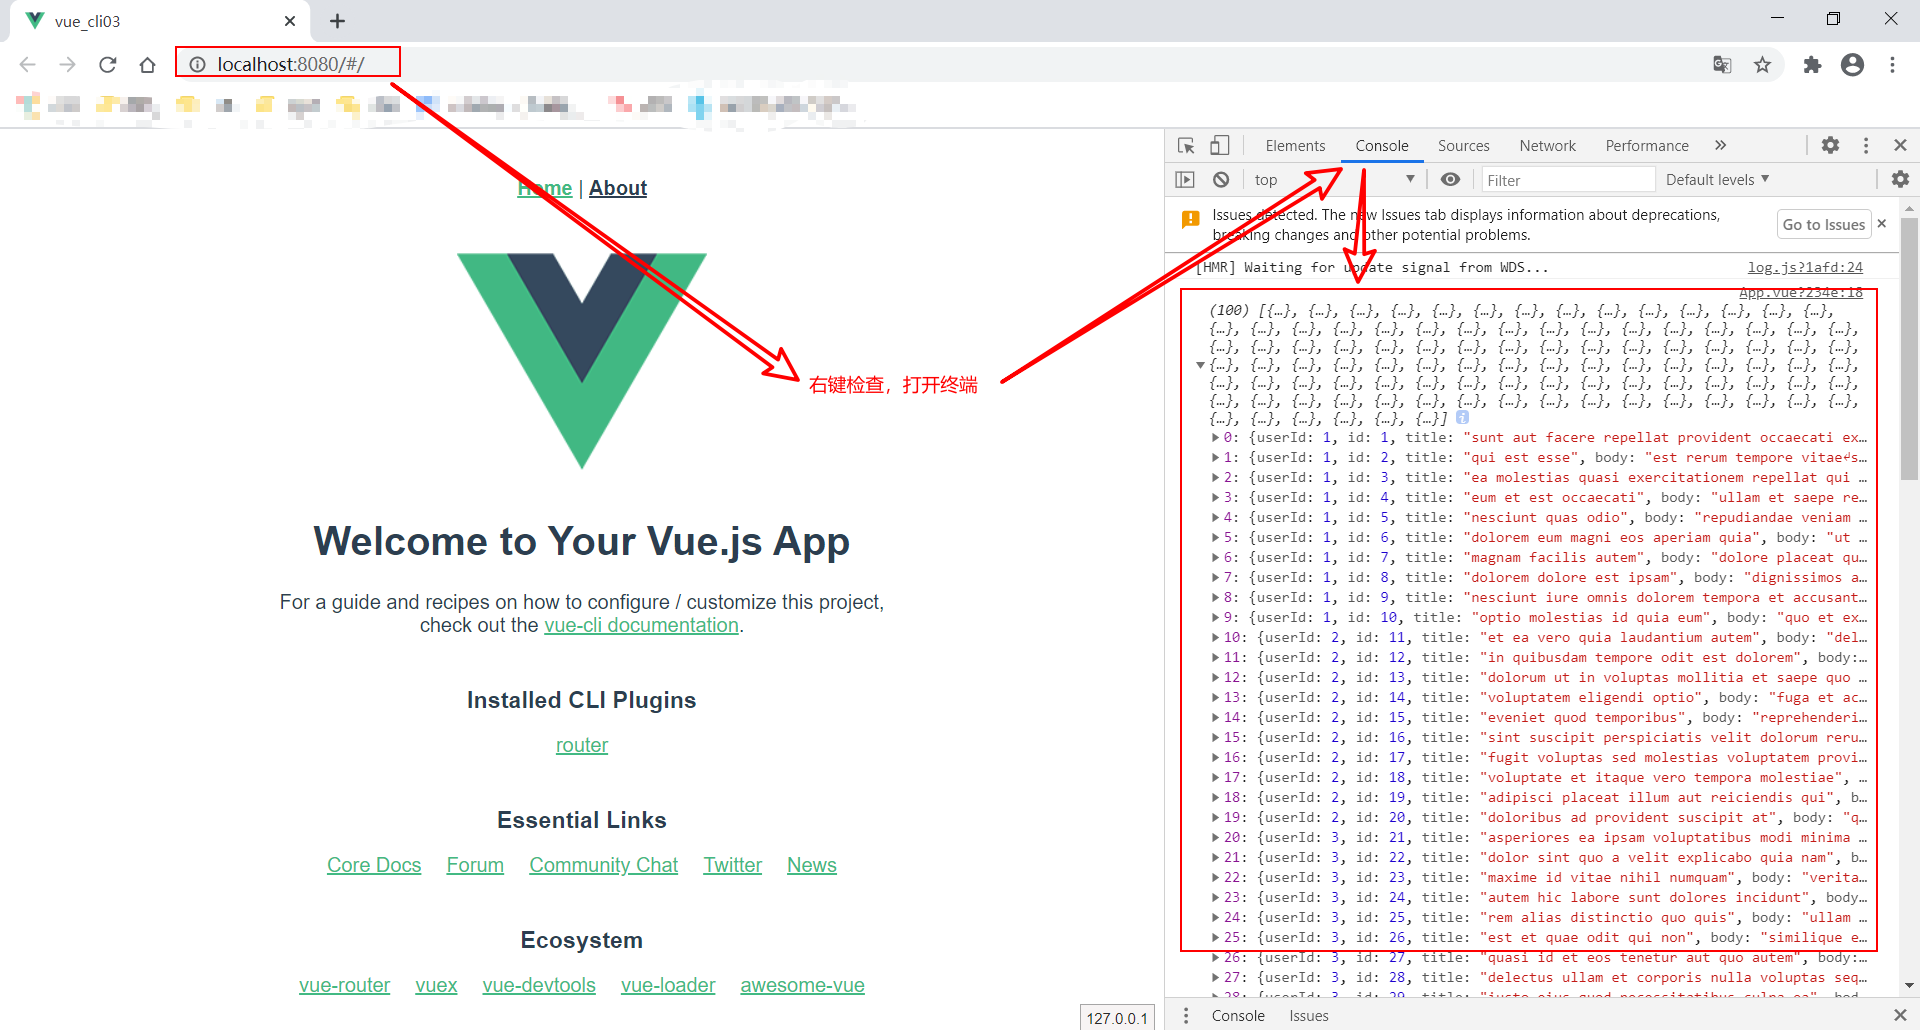 vue_cli03
localhost:8080/#/
Home | About
Welcome to Your Vue.js App
For a guide and recipes on how to configure / customize this project,
check out the vue-cli documentation.
Installed CLI Plugins
router
Essential Links
Core Docs Forum Community Chat Twitter News
Ecosystem
vue-router vuex vue-devtools vue-loader awesome-vue
127.0.0.1
右键检查，打开终端
Elements Console Sources Network Performance
top Filter Default levels
Issues detected. The new Issues tab displays information about deprecations,
breaking changes and other potential problems.
Go to Issues
[HMR] Waiting for update signal from WDS... log.js?1afd:24
App.vue?234e:18
(100) [{…}, {…}, {…}, {…}, {…}, {…}, {…}, {…}, {…}, {…}, {…}, {…}, {…}, {…},
{…}, {…}, {…}, {…}, {…}, {…}, {…}, {…}, {…}, {…}, {…}, {…}, {…}, {…}, {…}, {…},
{…}, {…}, {…}, {…}, {…}, {…}, {…}, {…}, {…}, {…}, {…}, {…}, {…}, {…}, {…}, {…},
{…}, {…}, {…}, {…}, {…}, {…}, {…}, {…}, {…}, {…}, {…}, {…}, {…}, {…}, {…}, {…},
{…}, {…}, {…}, {…}, {…}, {…}, {…}, {…}, {…}, {…}, {…}, {…}, {…}, {…}, {…}, {…},
{…}, {…}, {…}, {…}, {…}, {…}, {…}, {…}, {…}, {…}, {…}, {…}, {…}, {…}, {…}, {…},
{…}, {…}, {…}, {…}, {…}, {…}]
0: {userId: 1, id: 1, title: "sunt aut facere repellat provident occaecati ex…
1: {userId: 1, id: 2, title: "qui est esse", body: "est rerum tempore vitae↵s…
2: {userId: 1, id: 3, title: "ea molestias quasi exercitationem repellat qui …
3: {userId: 1, id: 4, title: "eum et est occaecati", body: "ullam et saepe re…
4: {userId: 1, id: 5, title: "nesciunt quas odio", body: "repudiandae veniam …
5: {userId: 1, id: 6, title: "dolorem eum magni eos aperiam quia", body: "ut …
6: {userId: 1, id: 7, title: "magnam facilis autem", body: "dolore placeat qu…
7: {userId: 1, id: 8, title: "dolorem dolore est ipsam", body: "dignissimos a…
8: {userId: 1, id: 9, title: "nesciunt iure omnis dolorem tempora et accusant…
9: {userId: 1, id: 10, title: "optio molestias id quia eum", body: "quo et ex…
10: {userId: 2, id: 11, title: "et ea vero quia laudantium autem", body: "del…
11: {userId: 2, id: 12, title: "in quibusdam tempore odit est dolorem", body:…
12: {userId: 2, id: 13, title: "dolorum ut in voluptas mollitia et saepe quo …
13: {userId: 2, id: 14, title: "voluptatem eligendi optio", body: "fuga et ac…
14: {userId: 2, id: 15, title: "eveniet quod temporibus", body: "reprehenderi…
15: {userId: 2, id: 16, title: "sint suscipit perspiciatis velit dolorum reru…
16: {userId: 2, id: 17, title: "fugit voluptas sed molestias voluptatem provi…
17: {userId: 2, id: 18, title: "voluptate et itaque vero tempora molestiae", …
18: {userId: 2, id: 19, title: "adipisci placeat illum aut reiciendis qui", b…
19: {userId: 2, id: 20, title: "doloribus ad provident suscipit at", body: "q…
20: {userId: 3, id: 21, title: "asperiores ea ipsam voluptatibus modi minima …
21: {userId: 3, id: 22, title: "dolor sint quo a velit explicabo quia nam", b…
22: {userId: 3, id: 23, title: "maxime id vitae nihil numquam", body: "verita…
23: {userId: 3, id: 24, title: "autem hic labore sunt dolores incidunt", body…
24: {userId: 3, id: 25, title: "rem alias distinctio quo quis", body: "ullam …
25: {userId: 3, id: 26, title: "est et quae odit qui non", body: "similique e…
26: {userId: 3, id: 27, title: "quasi id et eos tenetur aut quo autem", body:…
27: {userId: 3, id: 28, title: "delectus ullam et corporis nulla voluptas seq…
Console Issues